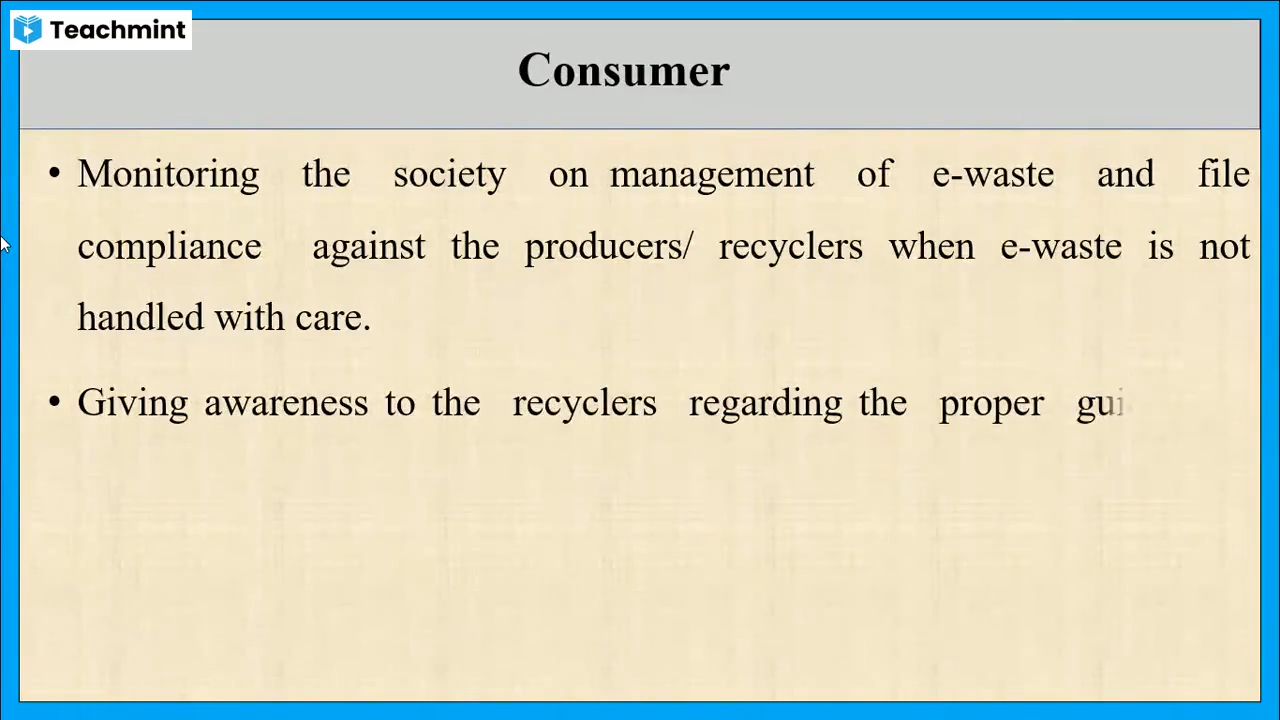 Teachmint
Consumer
• Monitoring the society on management of e-waste and file
compliance against the producers/ recyclers when e-waste is not
handled with care.
• Giving awareness to the recyclers regarding the proper